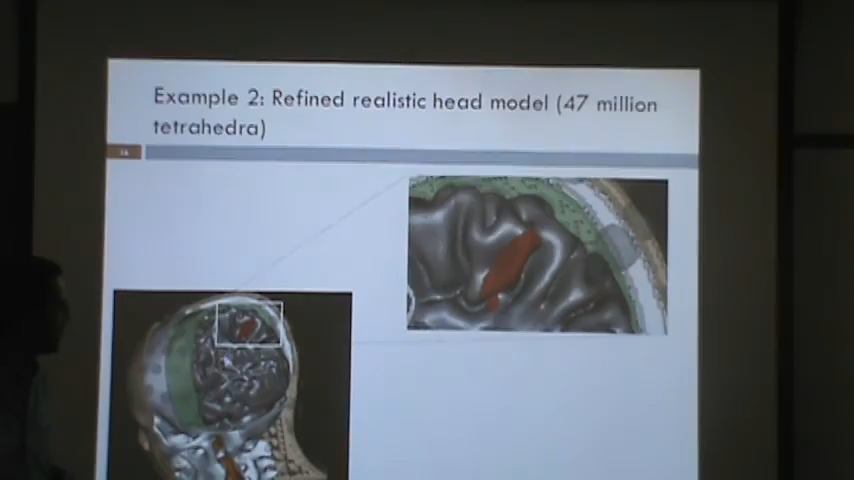 Example 2: Refined realistic head model (47 million
tetrahedra)